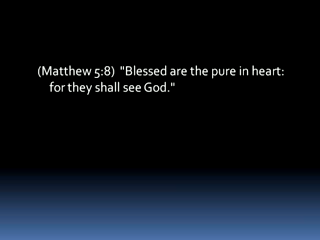 (Matthew 5:8)  "Blessed are the pure in heart:
for they shall see God."